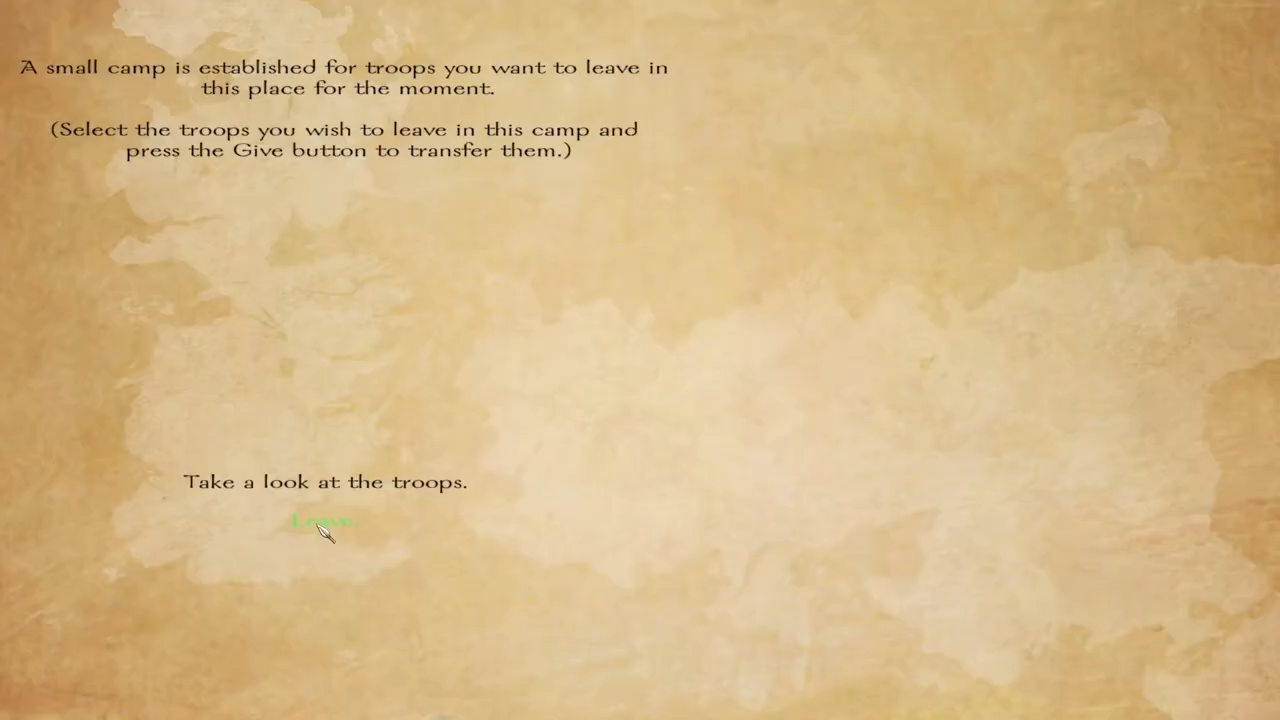 A small camp is established for troops you want to leave in
this place for the moment.
(Select the troops you wish to leave in this camp and
press the Give button to transfer them.)
Take a look at the troops.
Leave.